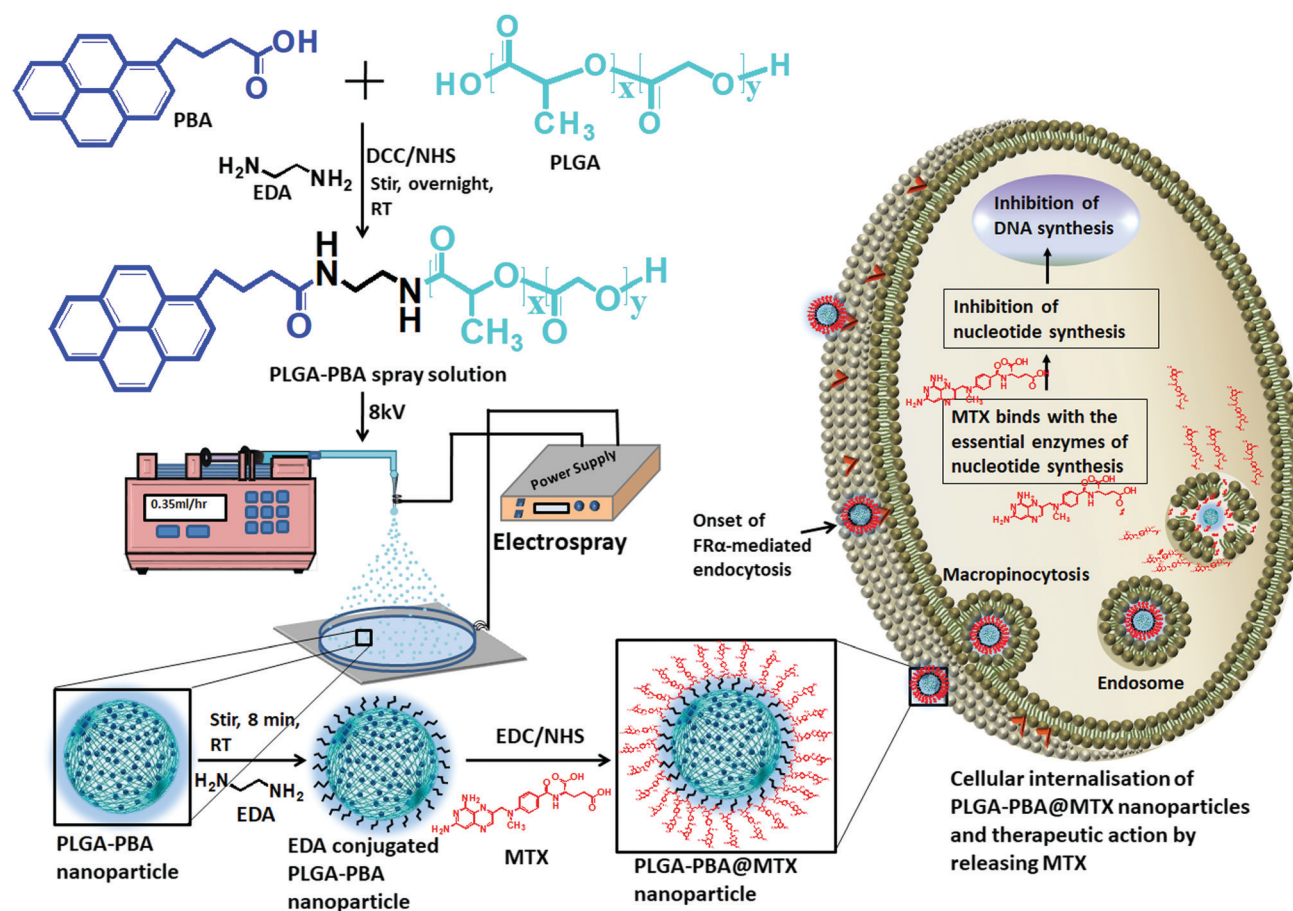 OH
O
PBA
+
O
HO
O
x
CH3
O
O
H
y
PLGA
H2N
NH2
EDA
DCC/NHS
Stir, overnight,
RT
H
N
O
N
H
O
O
x
CH3
O
O
H
y
PLGA-PBA spray solution
8kV
0.35ml/hr
Power Supply
Electrospray
PLGA-PBA
nanoparticle
Stir, 8 min,
RT
H2N
NH2
EDA
EDA conjugated
PLGA-PBA
nanoparticle
EDC/NHS
MTX
PLGA-PBA@MTX
nanoparticle
Inhibition of
DNA synthesis
Inhibition of
nucleotide synthesis
MTX binds with the
essential enzymes of
nucleotide synthesis
Onset of
FRα-mediated
endocytosis
Macropinocytosis
Endosome
Cellular internalisation of
PLGA-PBA@MTX nanoparticles
and therapeutic action by
releasing MTX